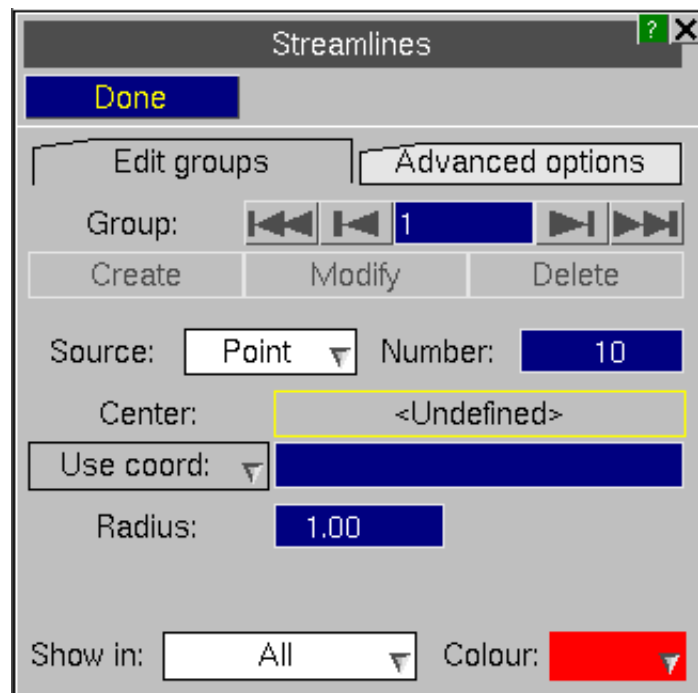 Streamlines ?
Done
Edit groups Advanced options
Group: 1
Create Modify Delete
Source: Point Number: 10
Center: <Undefined>
Use coord:
Radius: 1.00
Show in: All Colour: